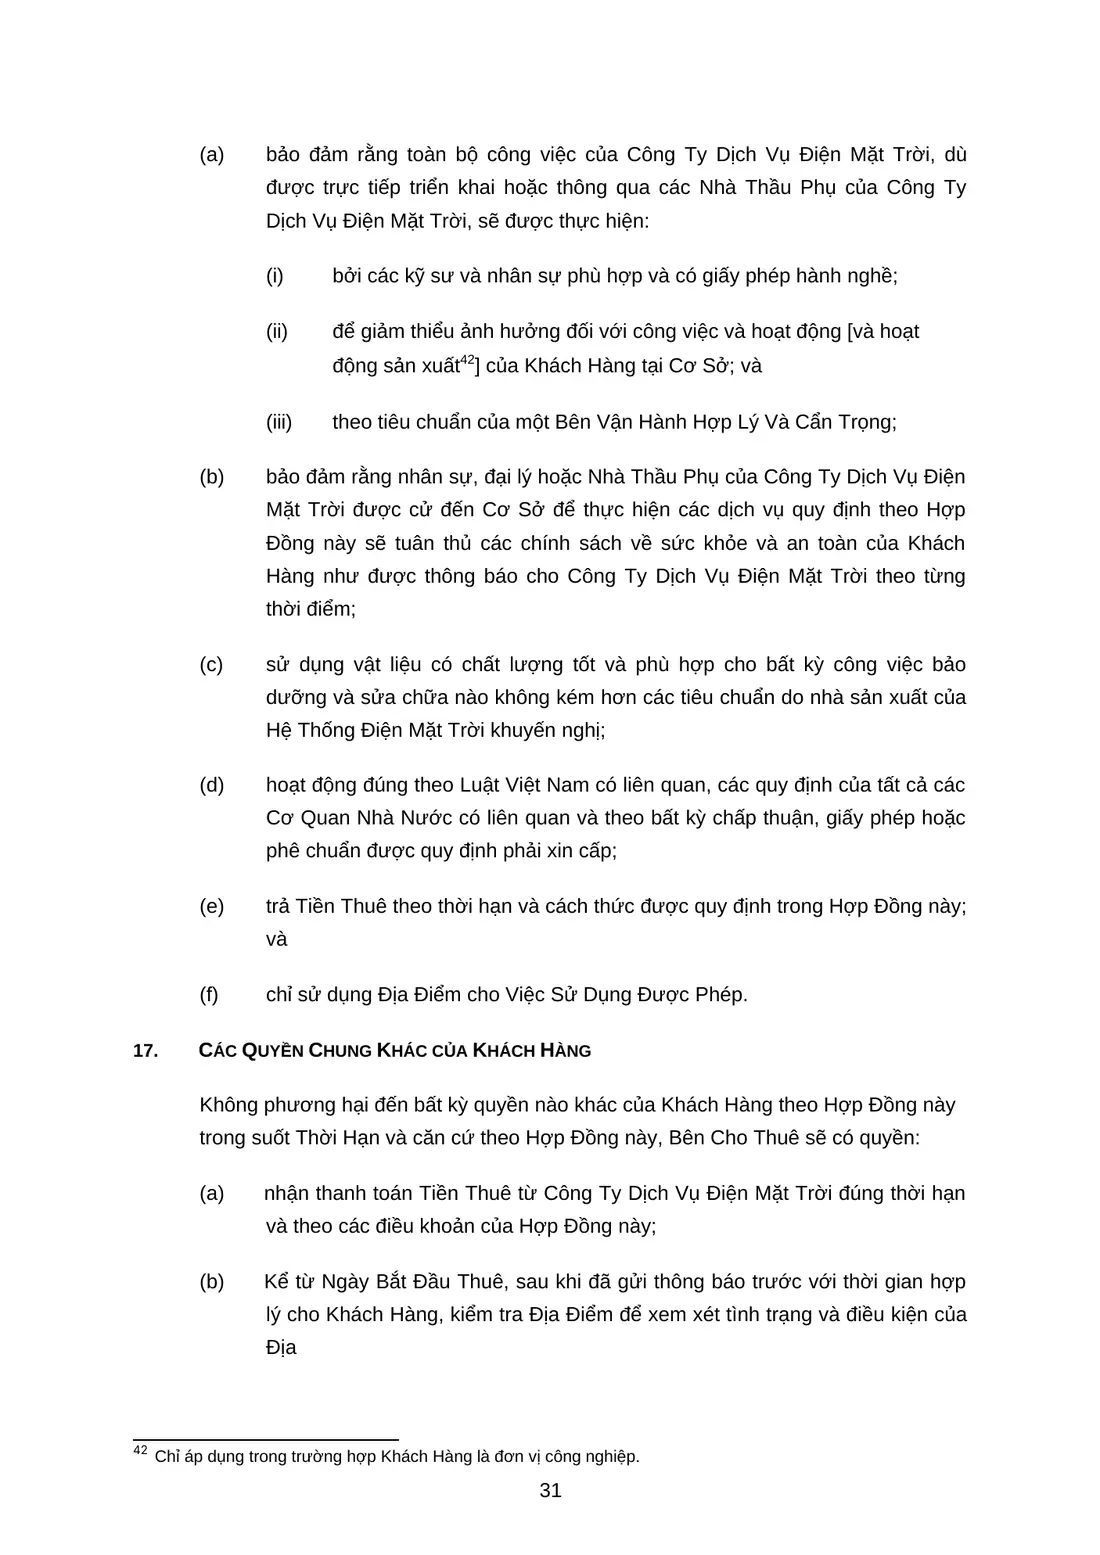 (a) bảo đảm rằng toàn bộ công việc của Công Ty Dịch Vụ Điện Mặt Trời, dù
được trực tiếp triển khai hoặc thông qua các Nhà Thầu Phụ của Công Ty
Dịch Vụ Điện Mặt Trời, sẽ được thực hiện:
(i) bởi các kỹ sư và nhân sự phù hợp và có giấy phép hành nghề;
(ii) để giảm thiểu ảnh hưởng đối với công việc và hoạt động [và hoạt
động sản xuất42] của Khách Hàng tại Cơ Sở; và
(iii) theo tiêu chuẩn của một Bên Vận Hành Hợp Lý Và Cẩn Trọng;
(b) bảo đảm rằng nhân sự, đại lý hoặc Nhà Thầu Phụ của Công Ty Dịch Vụ Điện
Mặt Trời được cử đến Cơ Sở để thực hiện các dịch vụ quy định theo Hợp
Đồng này sẽ tuân thủ các chính sách về sức khỏe và an toàn của Khách
Hàng như được thông báo cho Công Ty Dịch Vụ Điện Mặt Trời theo từng
thời điểm;
(c) sử dụng vật liệu có chất lượng tốt và phù hợp cho bất kỳ công việc bảo
dưỡng và sửa chữa nào không kém hơn các tiêu chuẩn do nhà sản xuất của
Hệ Thống Điện Mặt Trời khuyến nghị;
(d) hoạt động đúng theo Luật Việt Nam có liên quan, các quy định của tất cả các
Cơ Quan Nhà Nước có liên quan và theo bất kỳ chấp thuận, giấy phép hoặc
phê chuẩn được quy định phải xin cấp;
(e) trả Tiền Thuê theo thời hạn và cách thức được quy định trong Hợp Đồng này;
và
(f) chỉ sử dụng Địa Điểm cho Việc Sử Dụng Được Phép.
17. CÁC QUYỀN CHUNG KHÁC CỦA KHÁCH HÀNG
Không phương hại đến bất kỳ quyền nào khác của Khách Hàng theo Hợp Đồng này
trong suốt Thời Hạn và căn cứ theo Hợp Đồng này, Bên Cho Thuê sẽ có quyền:
(a) nhận thanh toán Tiền Thuê từ Công Ty Dịch Vụ Điện Mặt Trời đúng thời hạn
và theo các điều khoản của Hợp Đồng này;
(b) Kể từ Ngày Bắt Đầu Thuê, sau khi đã gửi thông báo trước với thời gian hợp
lý cho Khách Hàng, kiểm tra Địa Điểm để xem xét tình trạng và điều kiện của
Địa
42 Chỉ áp dụng trong trường hợp Khách Hàng là đơn vị công nghiệp.
31